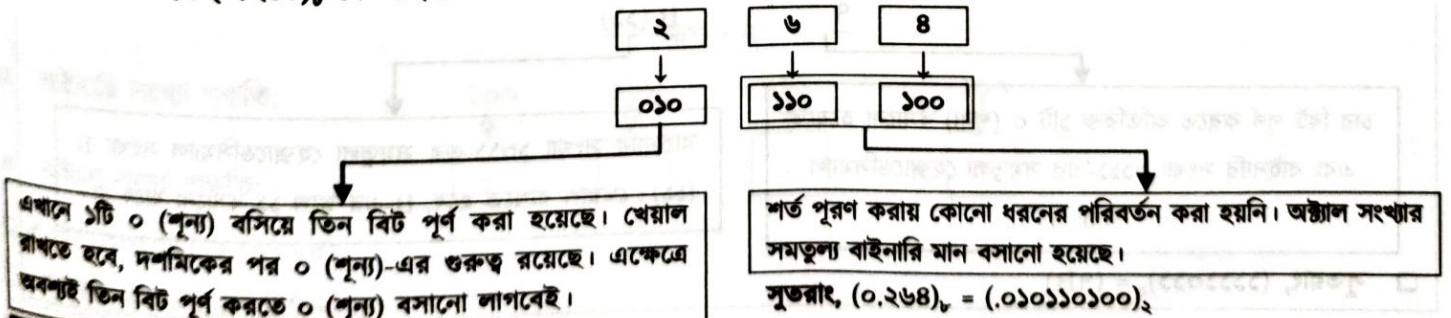 ২ ৬ ৪
০১০ ১১০ ১০০
এখানে ১টি ০ (শূন্য) বসিয়ে তিন বিট পূর্ণ করা হয়েছে। খেয়াল
রাখতে হবে, দশমিকের পর ০ (শূন্য)-এর গুরুত্ব রয়েছে। এক্ষেত্রে
অবশ্যই তিন বিট পূর্ণ করতে ০ (শূন্য) বসানো লাগবেই।
শর্ত পূরণ করায় কোনো ধরনের পরিবর্তন করা হয়নি। অক্টাল সংখ্যার
সমতুল্য বাইনারি মান বসানো হয়েছে।
সুতরাং, (০.২৬৪)₈ = (.০১০১১০১০০)₂